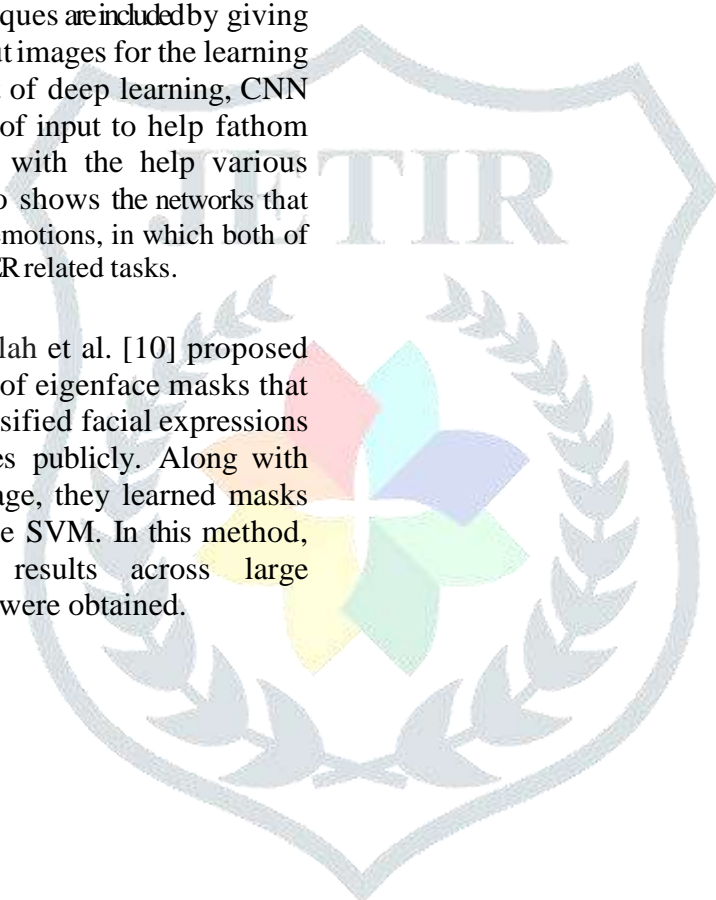 ques are included by giving
images for the learning
of deep learning, CNN
of input to help fathom
with the help various
shows the networks that
emotions, in which both of
related tasks.
lah et al. [10] proposed
of eigenface masks that
sified facial expressions
es publicly. Along with
age, they learned masks
e SVM. In this method,
results across large
were obtained.
JETIR